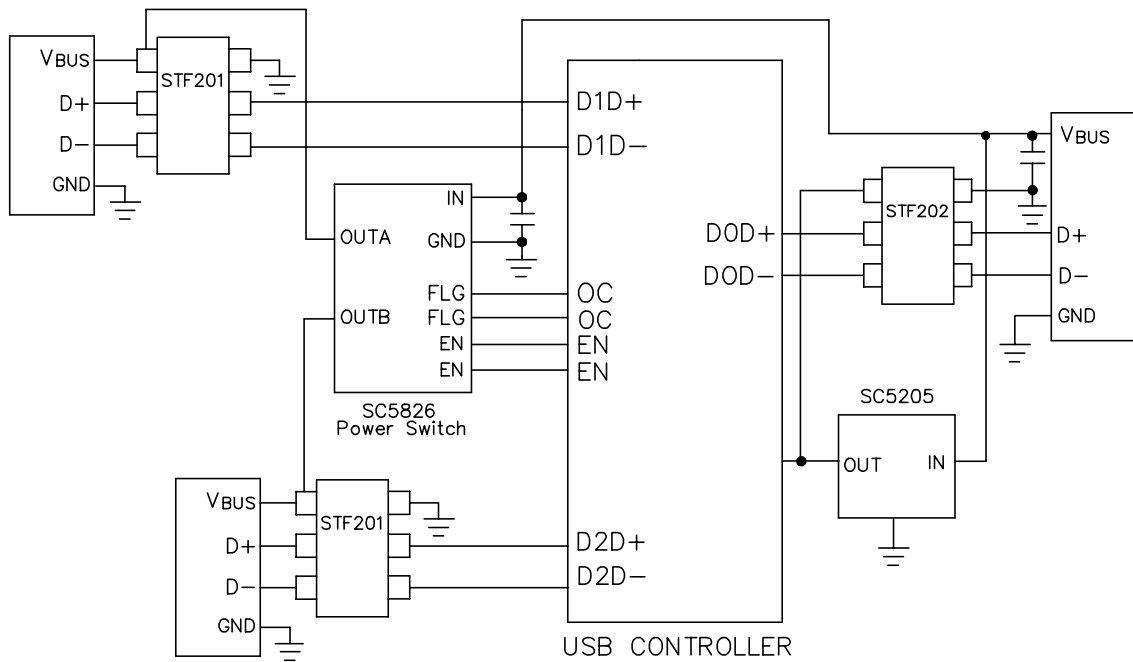 VBUS
D+
D-
GND
STF201
D1D+
D1D-
IN
GND
OUTA
FLG
FLG
EN
EN
OUTB
SC5826
Power Switch
OC
OC
EN
EN
DOD+
DOD-
STF202
VBUS
D+
D-
GND
SC5205
OUT
IN
VBUS
D+
D-
GND
STF201
D2D+
D2D-
USB CONTROLLER